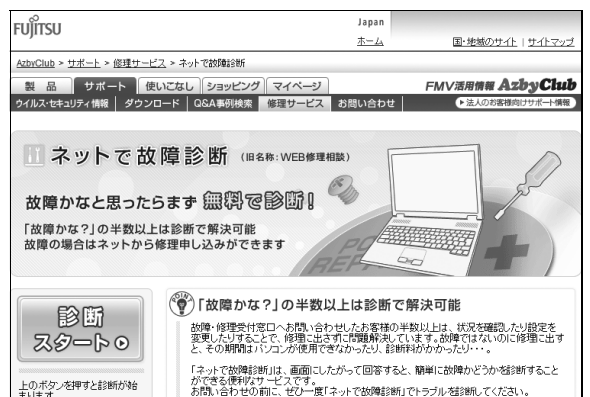 FUJITSU
Japan
ホーム
国・地域のサイト | サイトマップ
AzbyClub > サポート > 修理サービス > ネットで故障診断
製 品 サポート 使いこなし ショッピング マイページ
FMV活用情報 AzbyClub
ウイルス・セキュリティ情報 ダウンロード Q&A事例検索 修理サービス お問い合わせ
法人のお客様向けサポート情報
ネットで故障診断 (旧名称:WEB修理相談)
故障かなと思ったらまず 無料で診断!
「故障かな?」の半数以上は診断で解決可能
故障の場合はネットから修理申し込みができます
PC
REPAIR
診断
スタート
上のボタンを押すと診断が始
まります
POINT
「故障かな?」の半数以上は診断で解決可能
故障・修理受付窓口へお問い合わせしたお客様の半数以上は、状況を確認したり設定を
変更したりすることで、修理に出さずに問題解決しています。故障ではないのに修理に出す
と、その期間はパソコンが使用できなかったり、診断料がかかったり・・・。
「ネットで故障診断」は、画面にしたがって回答すると、簡単に故障かどうかを診断すること
ができる便利なサービスです。
お問い合わせの前に、ぜひ一度「ネットで故障診断」でトラブルを診断してください。